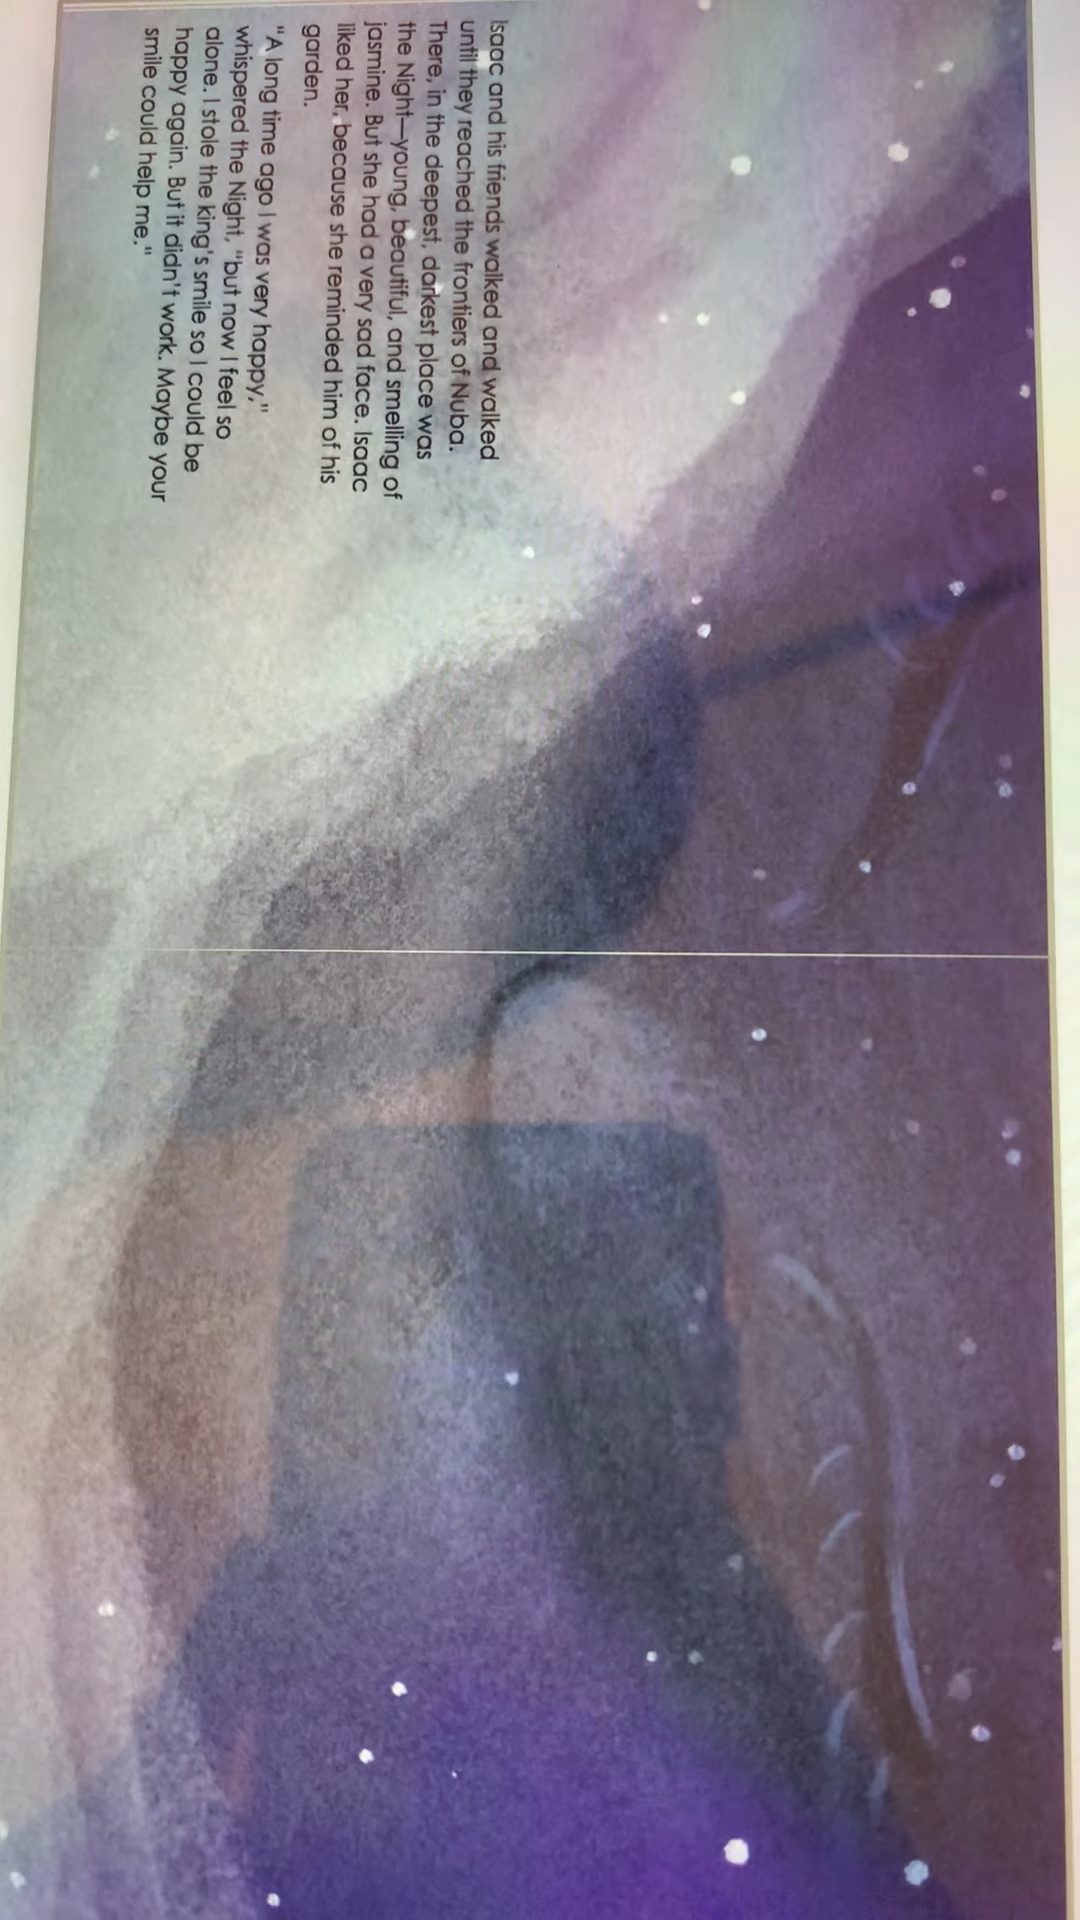 Isaac and his friends walked and walked
until they reached the frontiers of Nuba.
There, in the deepest, darkest place was
the Night—young, beautiful, and smelling of
jasmine. But she had a very sad face. Isaac
liked her, because she reminded him of his
garden.
"A long time ago I was very happy,"
whispered the Night, "but now I feel so
alone. I stole the king's smile so I could be
happy again. But it didn't work. Maybe your
smile could help me."